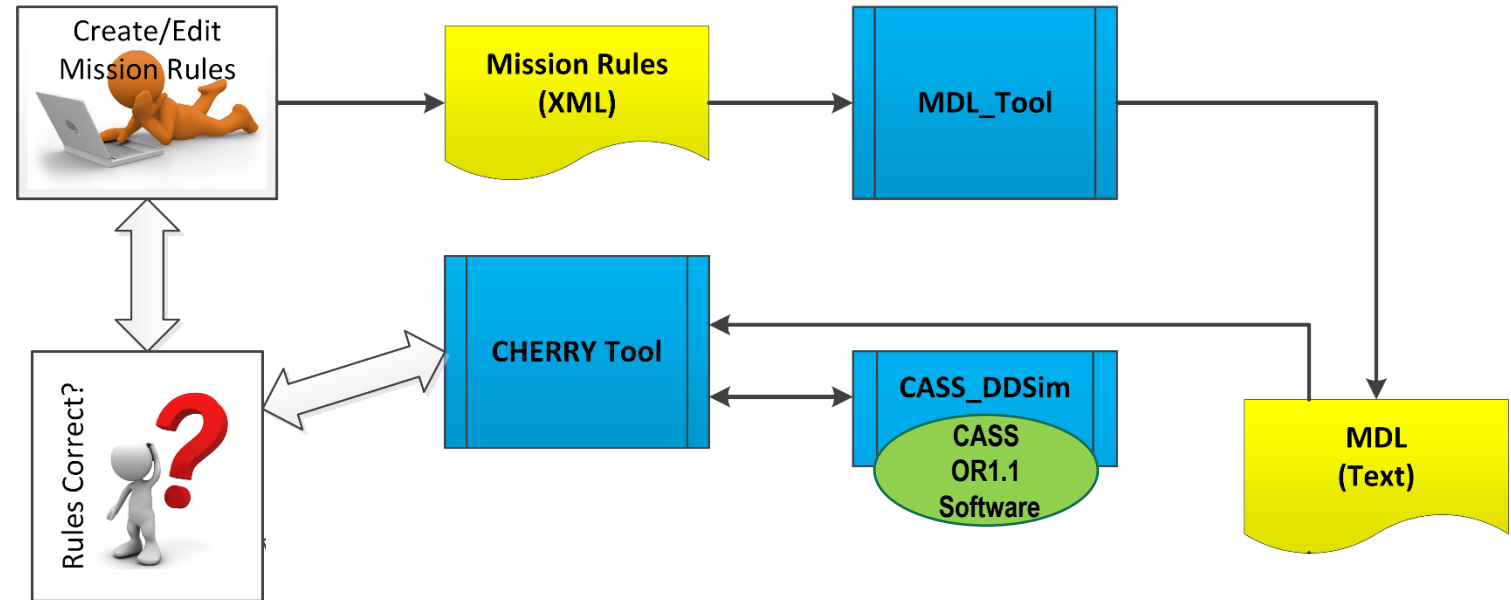 Create/Edit
Mission Rules
Mission Rules
(XML)
MDL_Tool
CHERRY Tool
CASS_DDSim
CASS
OR1.1
Software
MDL
(Text)
Rules Correct?